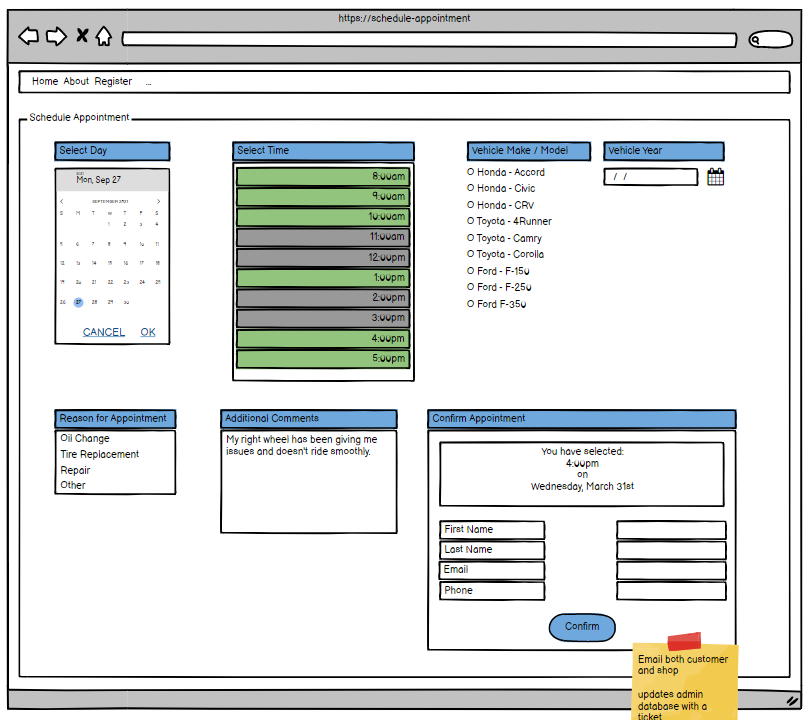 https://schedule-appointment
Home About Register ...
Schedule Appointment
Select Day
2021
Mon, Sep 27
SEPTEMBER 2021
S M T W T F S
1 2 3 4
5 6 7 8 9 10 11
12 13 14 15 16 17 18
19 20 21 22 23 24 25
26 27 28 29 30
CANCEL OK
Select Time
8:00am
9:00am
10:00am
11:00am
12:00pm
1:00pm
2:00pm
3:00pm
4:00pm
5:00pm
Vehicle Make / Model
Honda - Accord
Honda - Civic
Honda - CRV
Toyota - 4Runner
Toyota - Camry
Toyota - Corolla
Ford - F-150
Ford - F-250
Ford F-350
Vehicle Year
/ /
Reason for Appointment
Oil Change
Tire Replacement
Repair
Other
Additional Comments
My right wheel has been giving me
issues and doesn't ride smoothly.
Confirm Appointment
You have selected:
4:00pm
on
Wednesday, March 31st
First Name
Last Name
Email
Phone
Confirm
Email both customer
and shop
updates admin
database with a
ticket